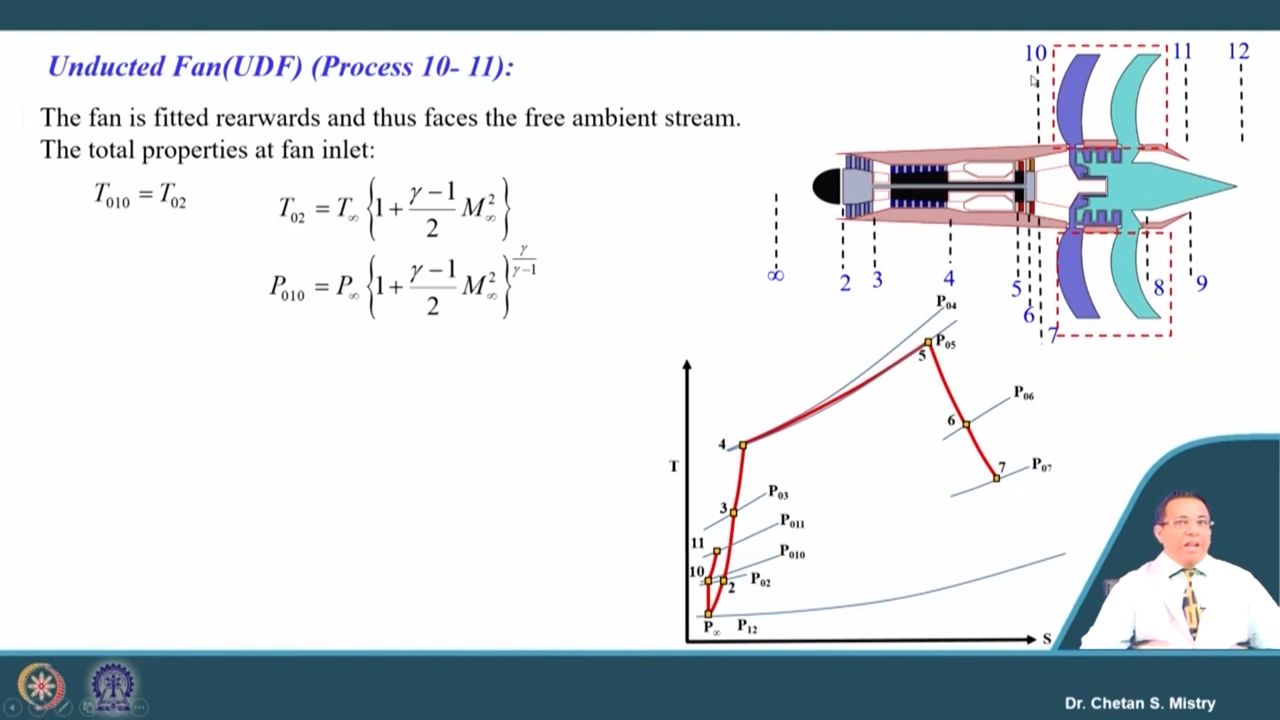 Unducted Fan(UDF) (Process 10- 11):
The fan is fitted rearwards and thus faces the free ambient stream.
The total properties at fan inlet:
T₀₁₀ = T₀₂
T₀₂ = T∞ {1 + (γ−1)/2 M∞²}
P₀₁₀ = P∞ {1 + (γ−1)/2 M∞²}^(γ/(γ−1))
10
11
12
∞
2
3
4
5
6
7
8
9
P₀₄
P₀₅
5
P₀₆
6
4
T
7
P₀₇
3
P₀₃
P₀₁₁
11
P₀₁₀
10
2
P₀₂
P∞
P₁₂
S
Dr. Chetan S. Mistry